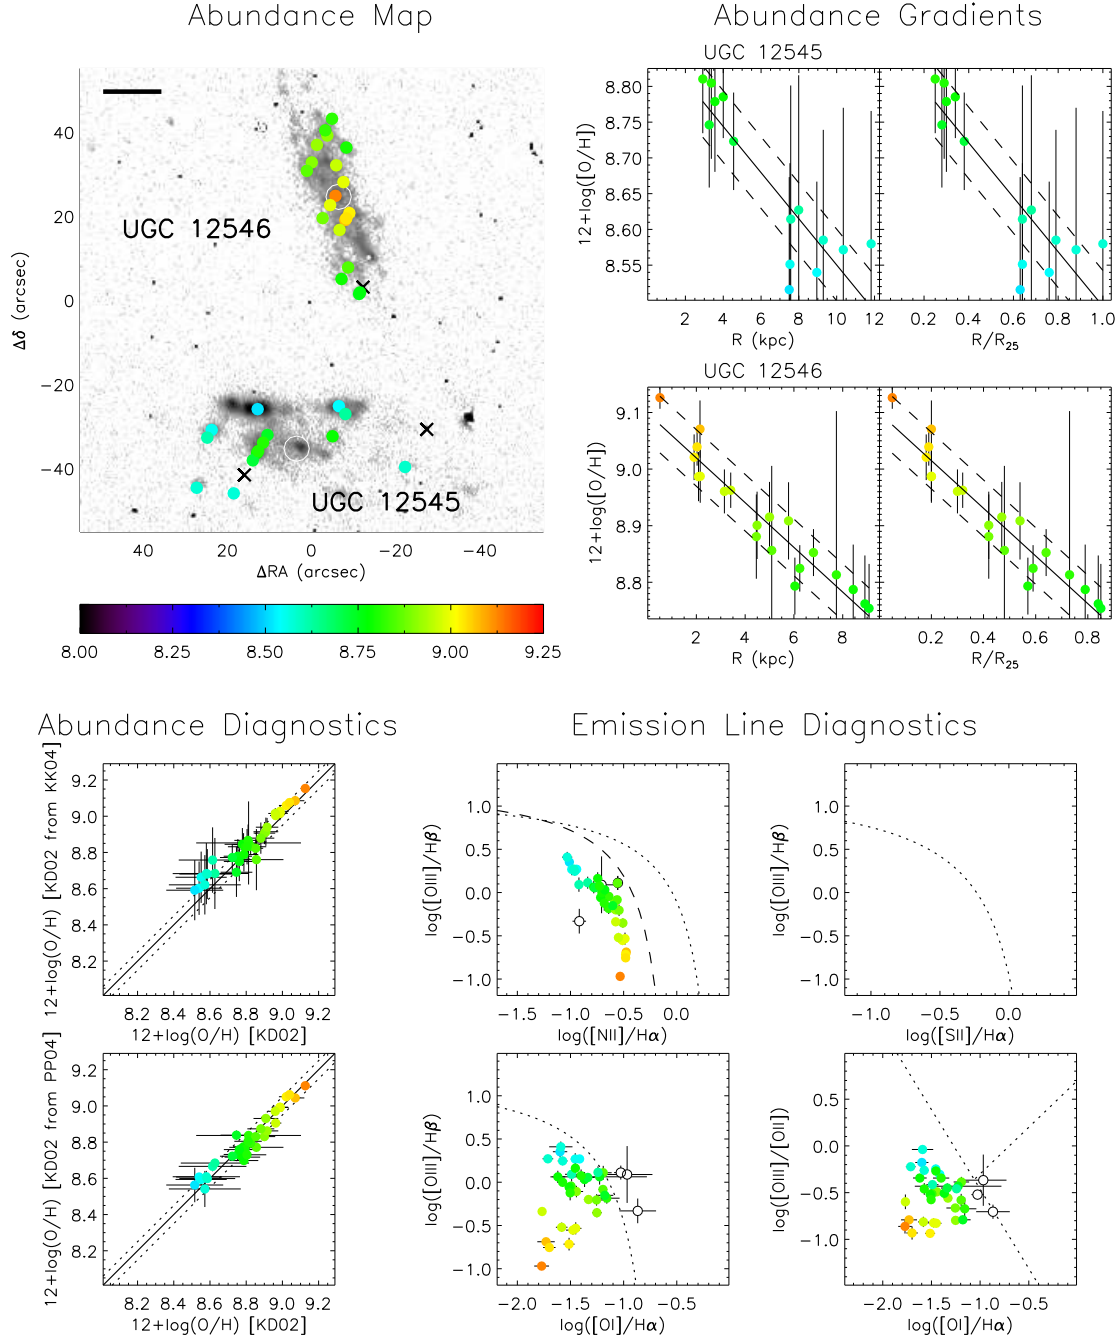 Abundance Map
Abundance Gradients
UGC 12546
UGC 12545
40
20
0
−20
−40
Δδ (arcsec)
40 20 0 −20 −40
ΔRA (arcsec)
8.00 8.25 8.50 8.75 9.00 9.25
UGC 12545
8.80
8.75
8.70
8.65
8.60
8.55
12+log([O/H])
2 4 6 8 10 12
R (kpc)
0.2 0.4 0.6 0.8 1.0
R/R25
UGC 12546
9.1
9.0
8.9
8.8
12+log([O/H])
2 4 6 8
R (kpc)
0.2 0.4 0.6 0.8
R/R25
Abundance Diagnostics
Emission Line Diagnostics
12+log(O/H) [KD02 from KK04]
9.2
9.0
8.8
8.6
8.4
8.2
8.2 8.4 8.6 8.8 9.0 9.2
12+log(O/H) [KD02]
log([OIII]/Hβ)
1.0
0.5
0.0
−0.5
−1.0
−1.5 −1.0 −0.5 0.0
log([NII]/Hα)
log([OIII]/Hβ)
1.0
0.5
0.0
−0.5
−1.0
−1.0 −0.5 0.0
log([SII]/Hα)
12+log(O/H) [KD02 from PP04]
9.2
9.0
8.8
8.6
8.4
8.2
8.2 8.4 8.6 8.8 9.0 9.2
12+log(O/H) [KD02]
log([OIII]/Hβ)
1.0
0.5
0.0
−0.5
−1.0
−2.0 −1.5 −1.0 −0.5 0.0
log([OI]/Hα)
log([OIII]/[OII])
0.5
0.0
−0.5
−1.0
−2.0 −1.5 −1.0 −0.5 0.0
log([OI]/Hα)